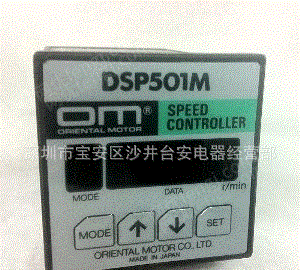 DSP501M
om®
ORIENTAL MOTOR
SPEED
CONTROLLER
圳市宝安区沙井台安电器经营部
MODE DATA r/min
MODE SET
ORIENTAL MOTOR CO. LTD.
MADE IN JAPAN